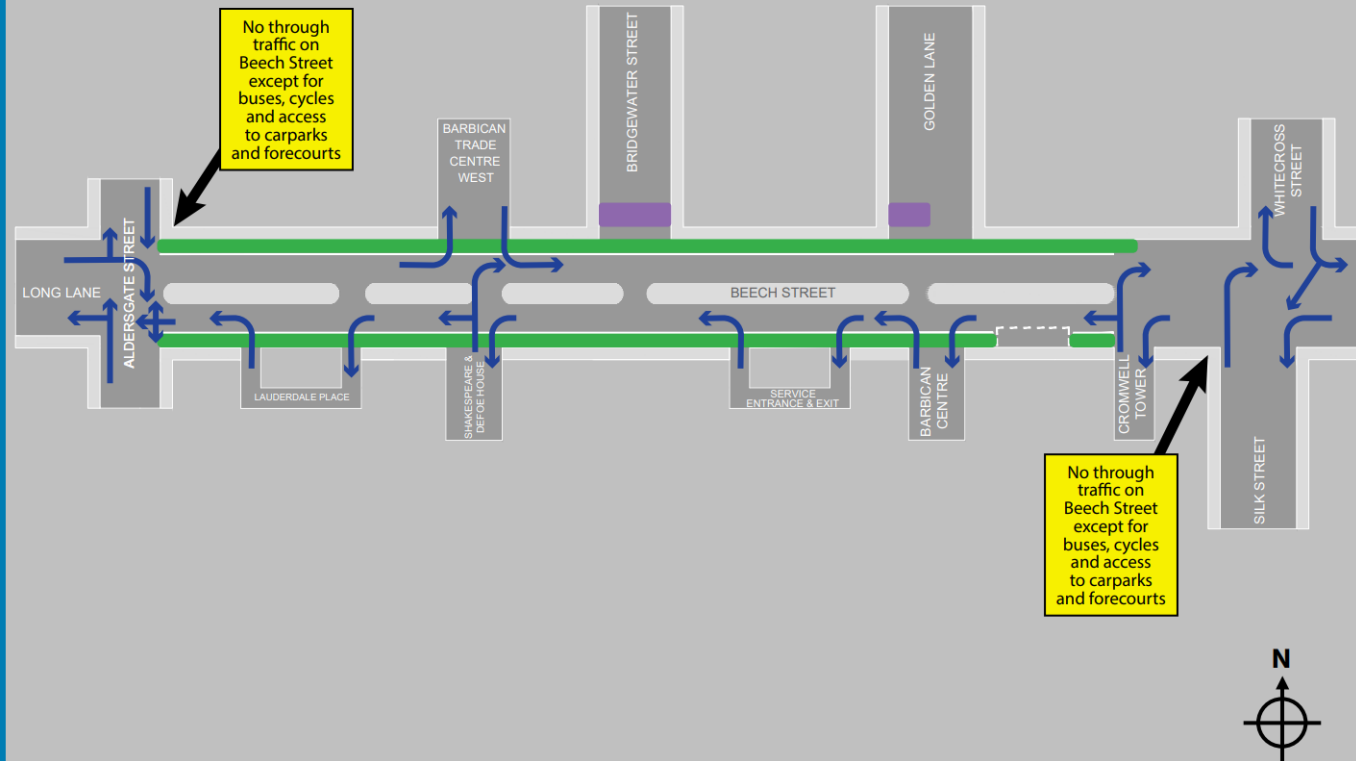 No through
traffic on
Beech Street
except for
buses, cycles
and access
to carparks
and forecourts
BARBICAN
TRADE
CENTRE
WEST
BRIDGEWATER STREET
GOLDEN LANE
WHITECROSS
STREET
ALDERSGATE STREET
LONG LANE
BEECH STREET
LAUDERDALE PLACE
SHAKESPEARE &
DEFOE HOUSE
SERVICE
ENTRANCE & EXIT
BARBICAN
CENTRE
CROMWELL
TOWER
SILK STREET
No through
traffic on
Beech Street
except for
buses, cycles
and access
to carparks
and forecourts
N